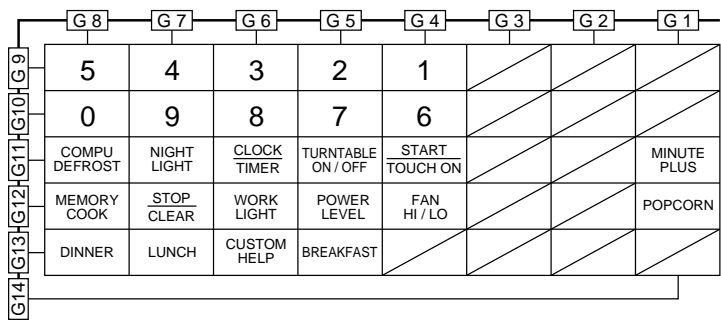 G 8 G 7 G 6 G 5 G 4 G 3 G 2 G 1
G 9 5 4 3 2 1
G10 0 9 8 7 6
G11 COMPU DEFROST NIGHT LIGHT CLOCK TIMER TURNTABLE ON / OFF START TOUCH ON MINUTE PLUS
G12 MEMORY COOK STOP CLEAR WORK LIGHT POWER LEVEL FAN HI / LO POPCORN
G13 DINNER LUNCH CUSTOM HELP BREAKFAST
G14